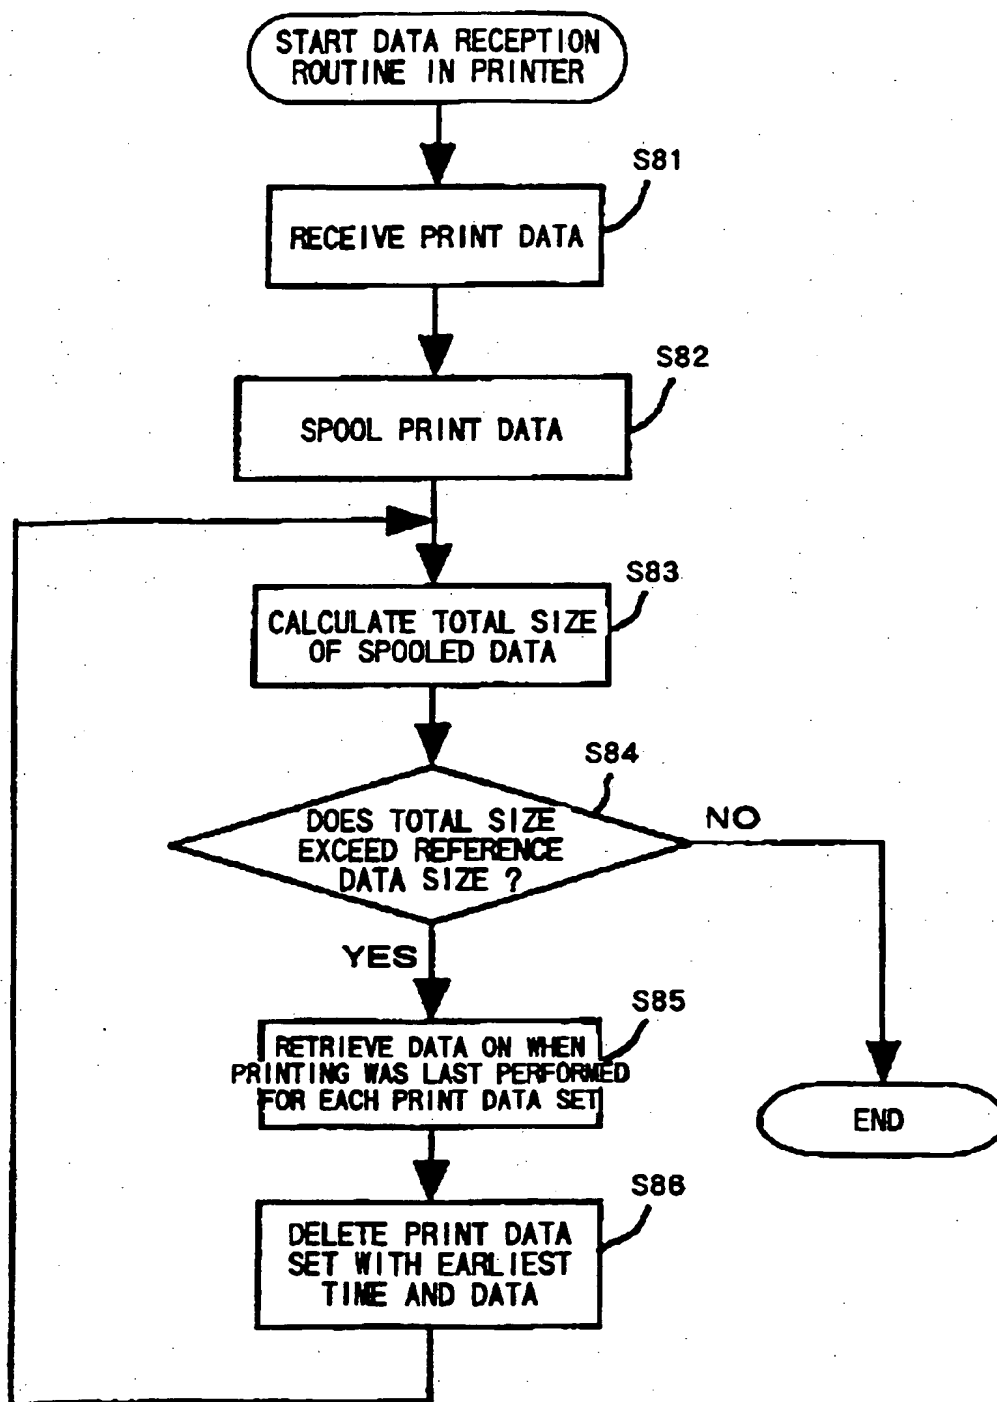 START DATA RECEPTION
ROUTINE IN PRINTER
S81
RECEIVE PRINT DATA
S82
SPOOL PRINT DATA
S83
CALCULATE TOTAL SIZE
OF SPOOLED DATA
S84
DOES TOTAL SIZE
EXCEED REFERENCE
DATA SIZE ?
NO
YES
S85
RETRIEVE DATA ON WHEN
PRINTING WAS LAST PERFORMED
FOR EACH PRINT DATA SET
END
S86
DELETE PRINT DATA
SET WITH EARLIEST
TIME AND DATA